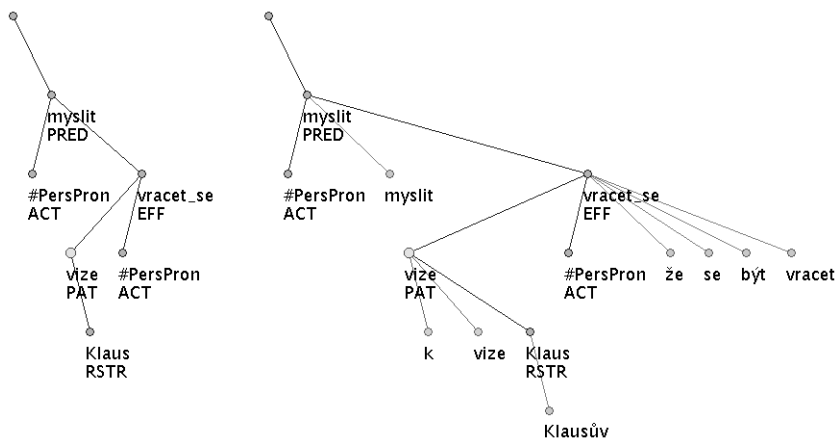 myslit
PRED
#PersPron
ACT
vracet_se
EFF
vize
PAT
#PersPron
ACT
Klaus
RSTR
myslit
PRED
#PersPron
ACT
myslit
vracet_se
EFF
vize
PAT
#PersPron
ACT
že
se
být
vracet
k
vize
Klaus
RSTR
Klausův